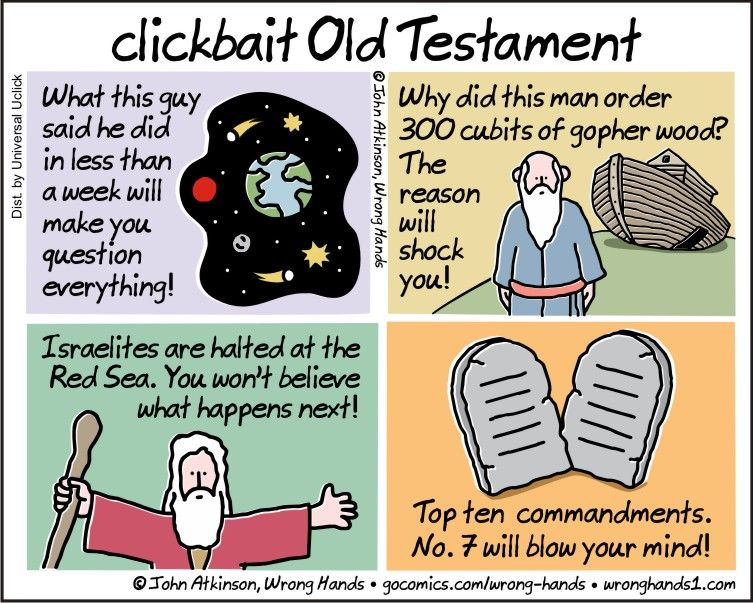 clickbait Old Testament
Dist. by Universal Uclick
What this guy
said he did
in less than
a week will
make you
question
everything!
© John Atkinson, Wrong Hands
Why did this man order
300 cubits of gopher wood?
The
reason
will
shock
you!
Israelites are halted at the
Red Sea. You won't believe
what happens next!
Top ten commandments.
No. 7 will blow your mind!
© John Atkinson, Wrong Hands • gocomics.com/wrong-hands • wronghands1.com